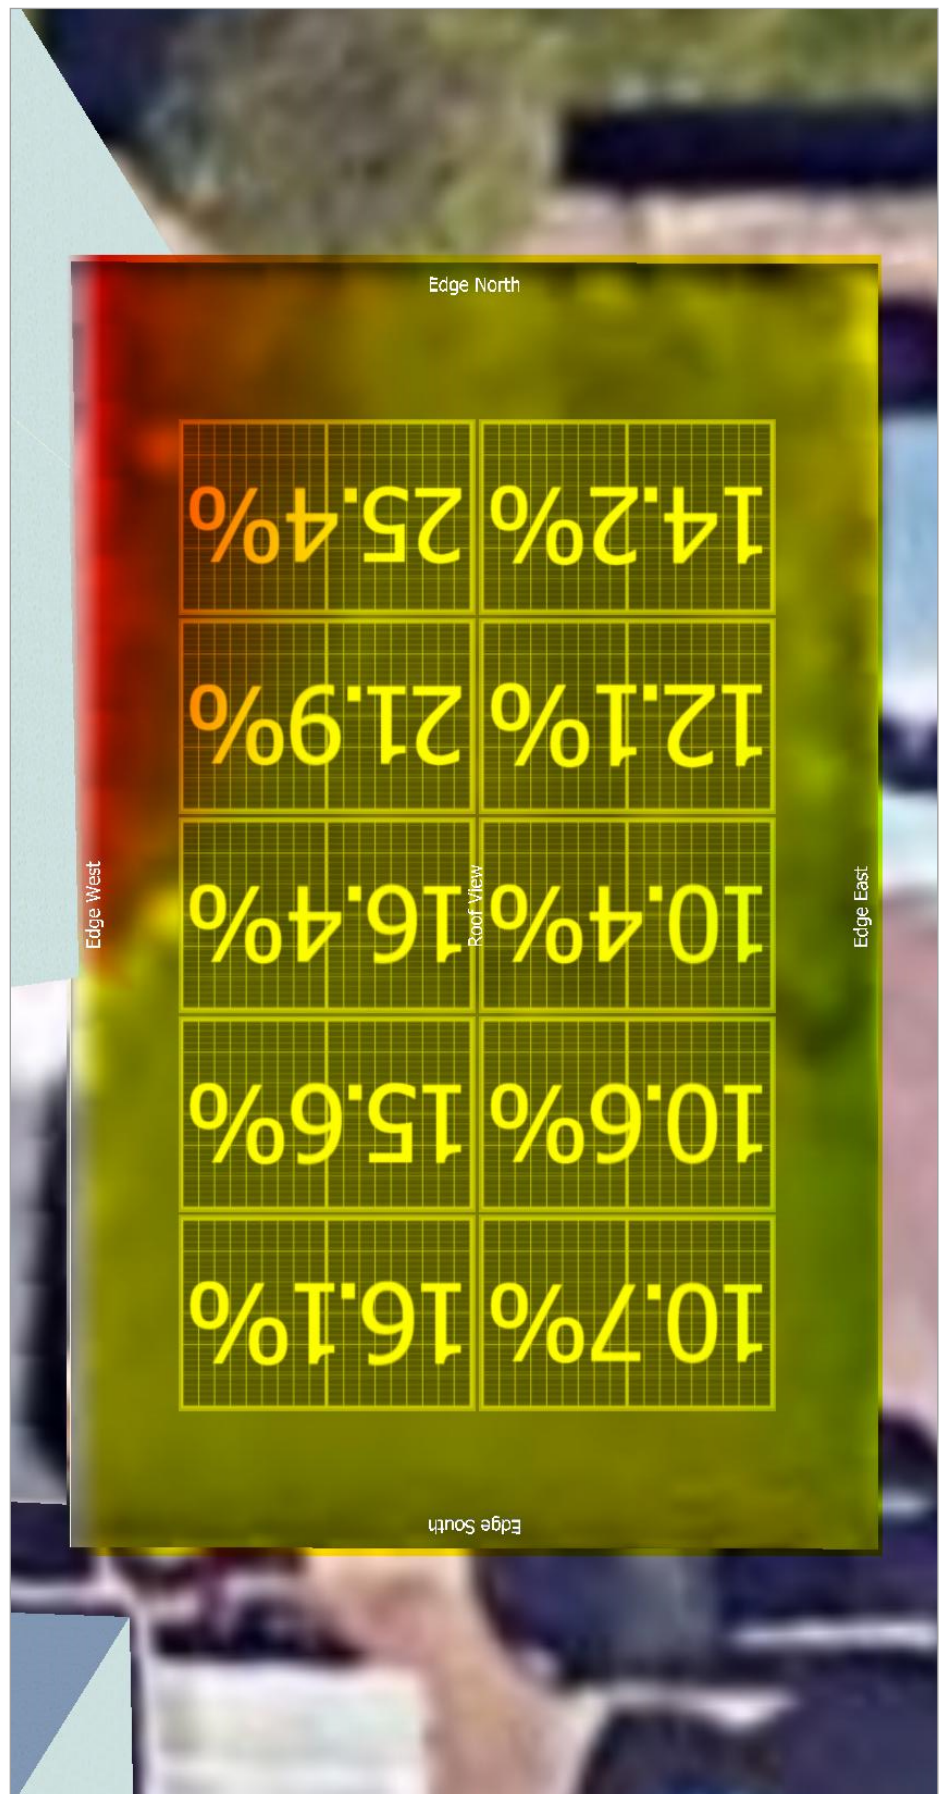 Edge North
25.4% 14.2%
21.9% 12.1%
Edge West
16.4% 10.4%
Roof View
Edge East
15.6% 10.6%
16.1% 10.7%
Edge South